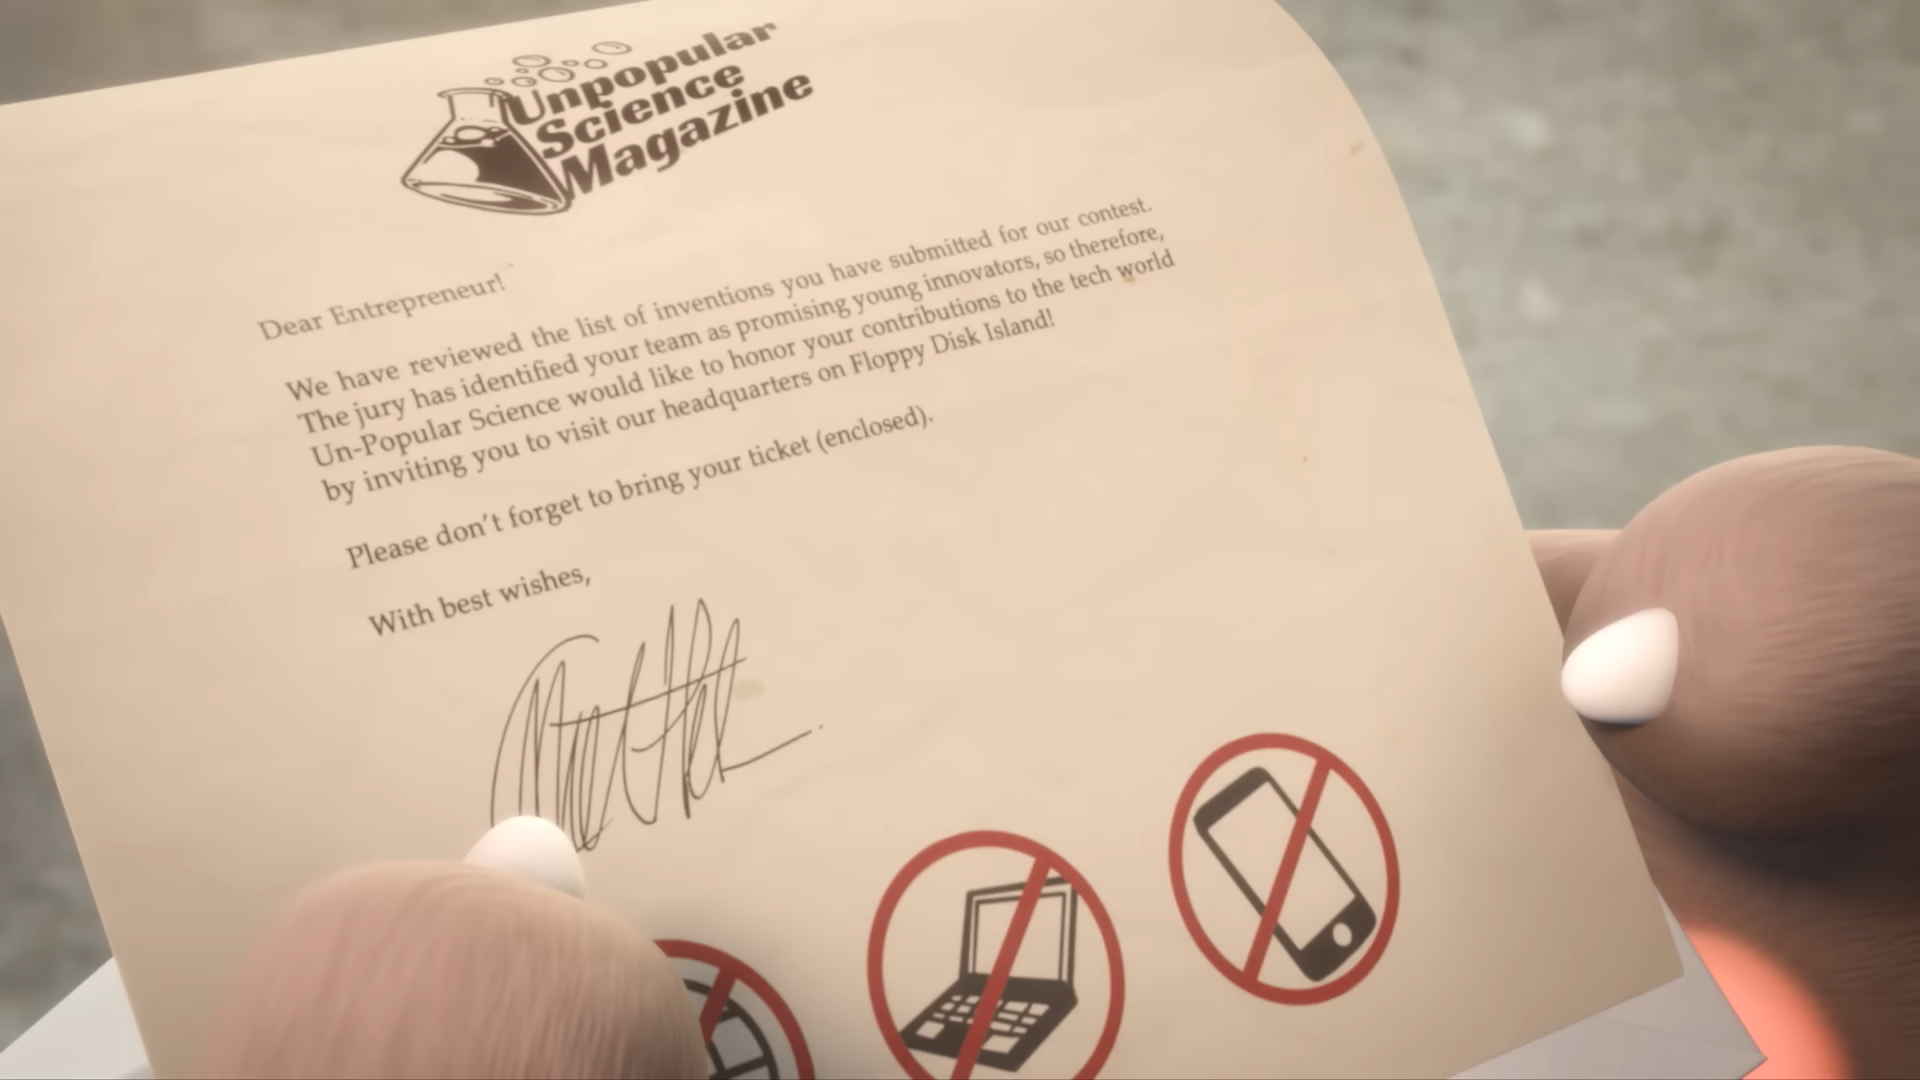 Unpopular
Science
Magazine
Dear Entrepreneur!
We have reviewed the list of inventions you have submitted for our contest.
The jury has identified your team as promising young innovators, so therefore,
Un-Popular Science would like to honor your contributions to the tech world
by inviting you to visit our headquarters on Floppy Disk Island!
Please don't forget to bring your ticket (enclosed).
With best wishes,